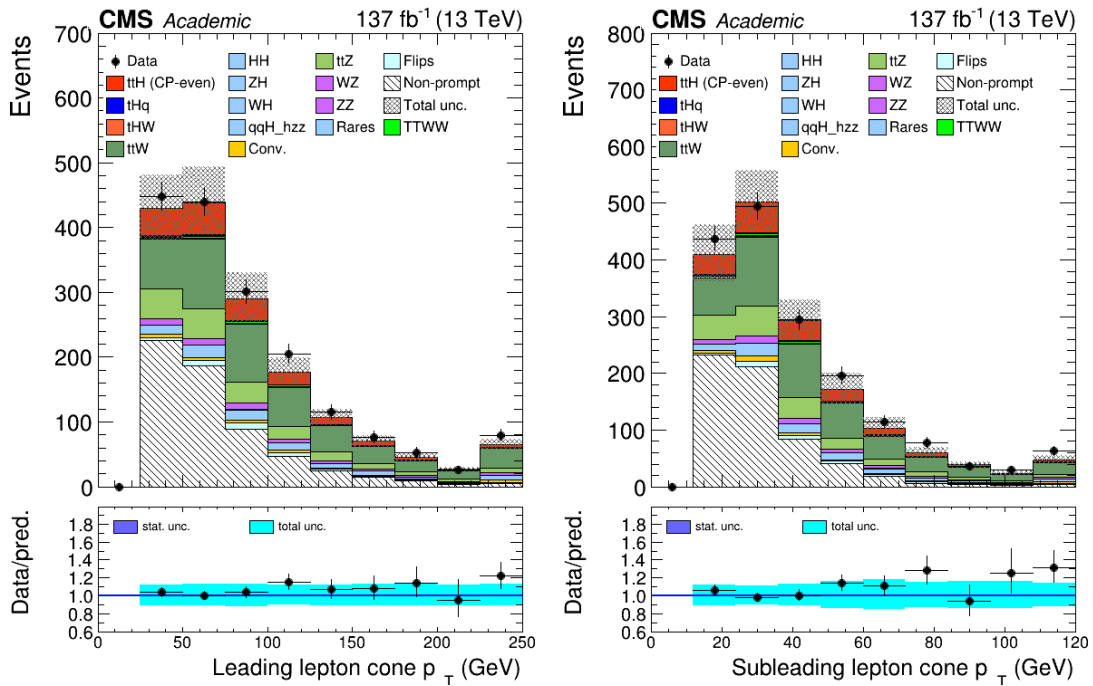 CMS Academic 137 fb-1 (13 TeV)
Events
700
600
500
400
300
200
100
0
Data
ttH (CP-even)
tHq
tHW
ttW
HH
ZH
WH
qqH_hzz
Conv.
ttZ
WZ
ZZ
Rares
Flips
Non-prompt
Total unc.
TTWW
Data/pred.
1.8
1.6
1.4
1.2
1.0
0.8
0.6
stat. unc.
total unc.
0 50 100 150 200 250
Leading lepton cone p T (GeV)
CMS Academic 137 fb-1 (13 TeV)
Events
800
700
600
500
400
300
200
100
0
Data
ttH (CP-even)
tHq
tHW
ttW
HH
ZH
WH
qqH_hzz
Conv.
ttZ
WZ
ZZ
Rares
Flips
Non-prompt
Total unc.
TTWW
Data/pred.
1.8
1.6
1.4
1.2
1.0
0.8
0.6
stat. unc.
total unc.
0 20 40 60 80 100 120
Subleading lepton cone p T (GeV)